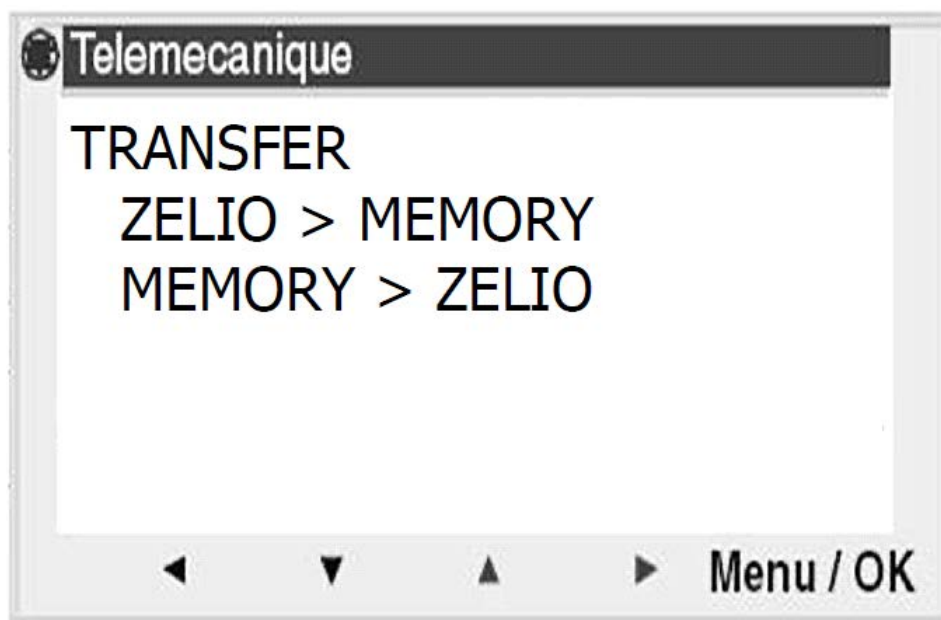 Telemecanique
TRANSFER
ZELIO > MEMORY
MEMORY > ZELIO
Menu / OK